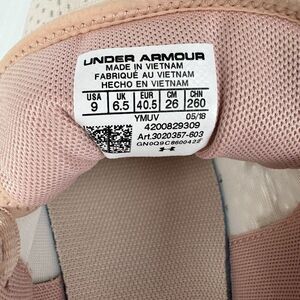 UNDER ARMOUR
MADE IN VIETNAM
FABRIQUÉ AU VIETNAM
HECHO EN VIETNAM
USA UK EUR CM CHN
9 6.5 40.5 26 260
YMUV 05/18
4200829309
Art.3020357-603
GN0Q9C8600422